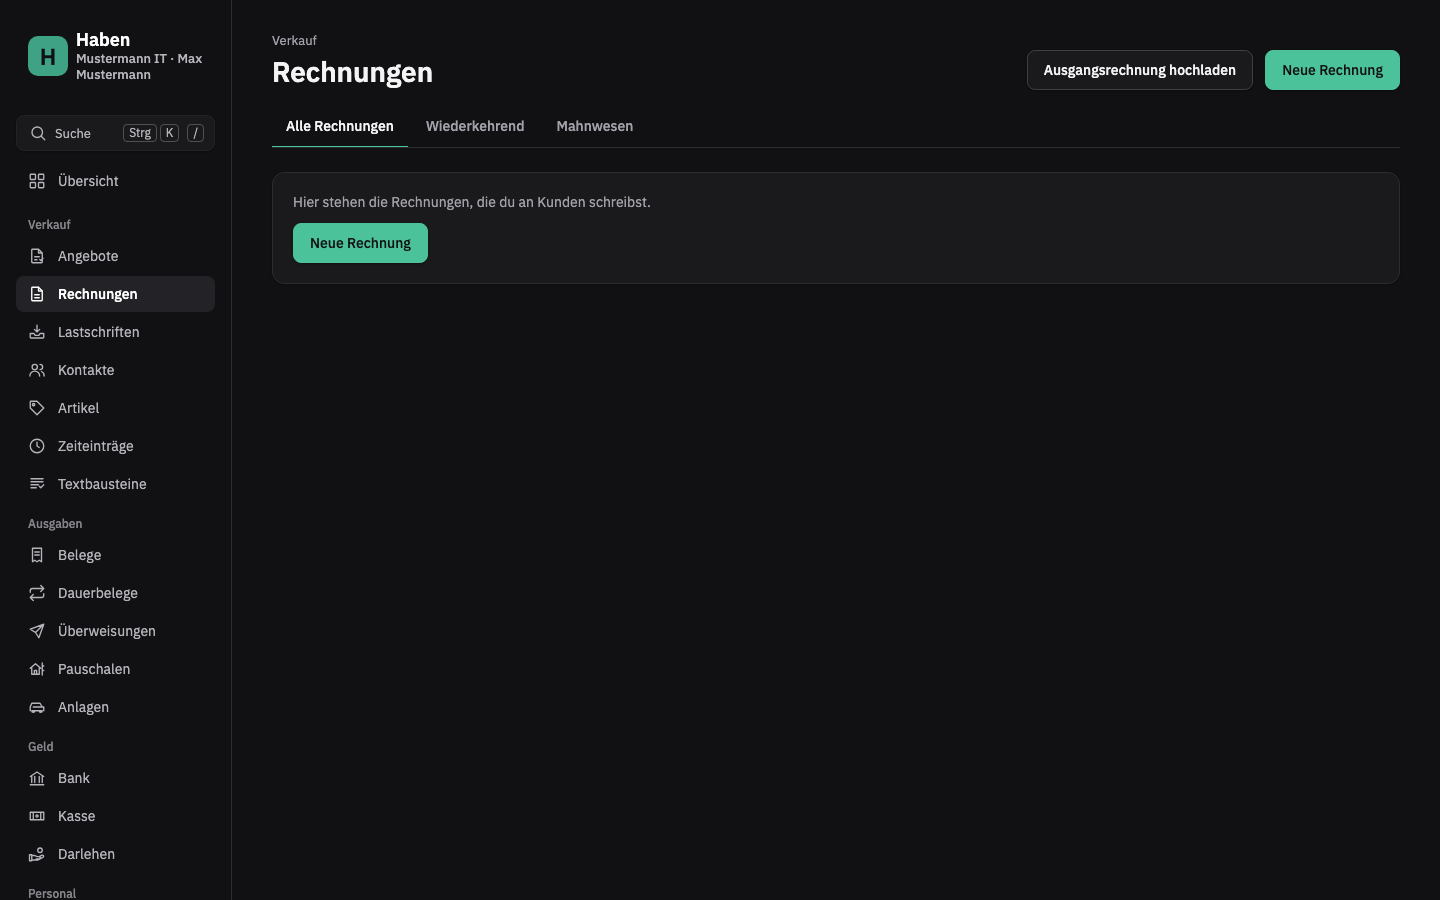 H
Haben
Mustermann IT · Max
Mustermann
Suche Strg K /
Übersicht
Verkauf
Angebote
Rechnungen
Lastschriften
Kontakte
Artikel
Zeiteinträge
Textbausteine
Ausgaben
Belege
Dauerbelege
Überweisungen
Pauschalen
Anlagen
Geld
Bank
Kasse
Darlehen
Personal
Verkauf
Rechnungen
Ausgangsrechnung hochladen
Neue Rechnung
Alle Rechnungen
Wiederkehrend
Mahnwesen
Hier stehen die Rechnungen, die du an Kunden schreibst.
Neue Rechnung